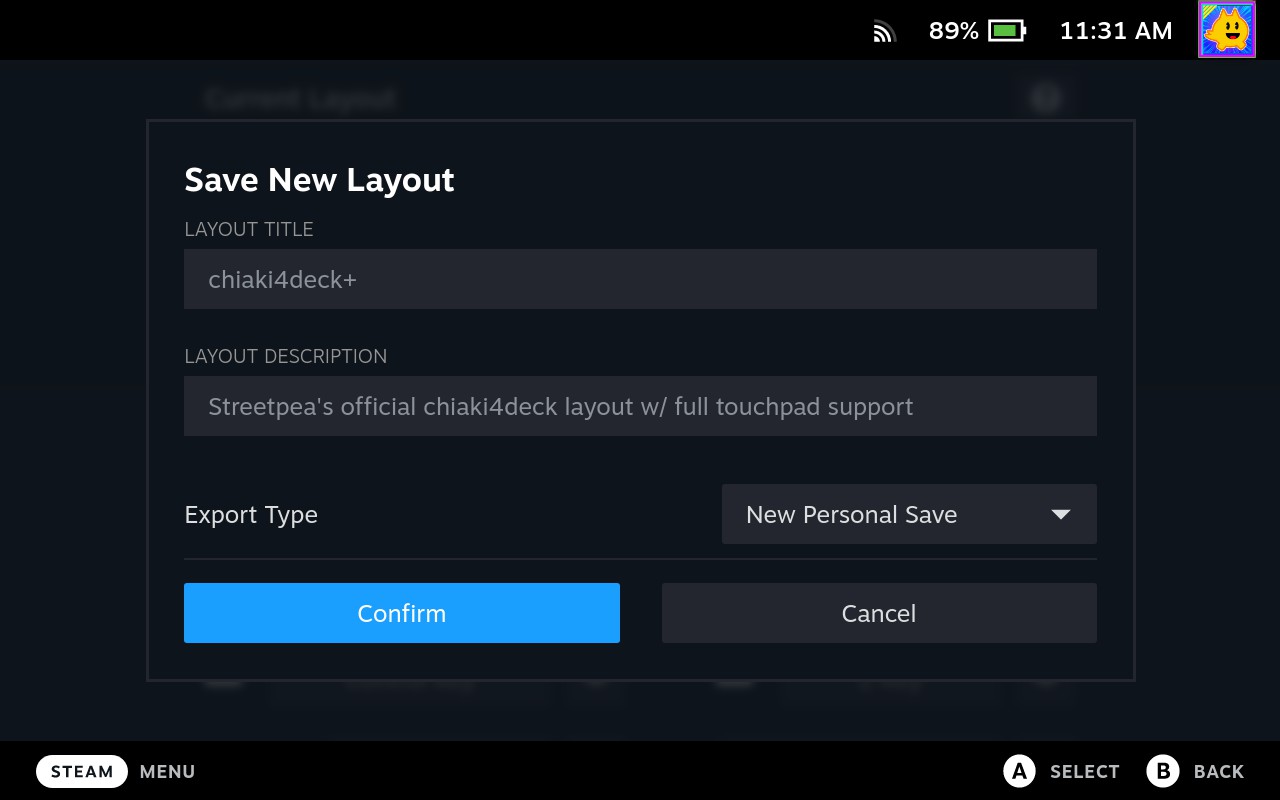 89% 11:31 AM
Current Layout
Save New Layout
LAYOUT TITLE
chiaki4deck+
LAYOUT DESCRIPTION
Streetpea's official chiaki4deck layout w/ full touchpad support
Export Type New Personal Save
Confirm Cancel
STEAM MENU A SELECT B BACK